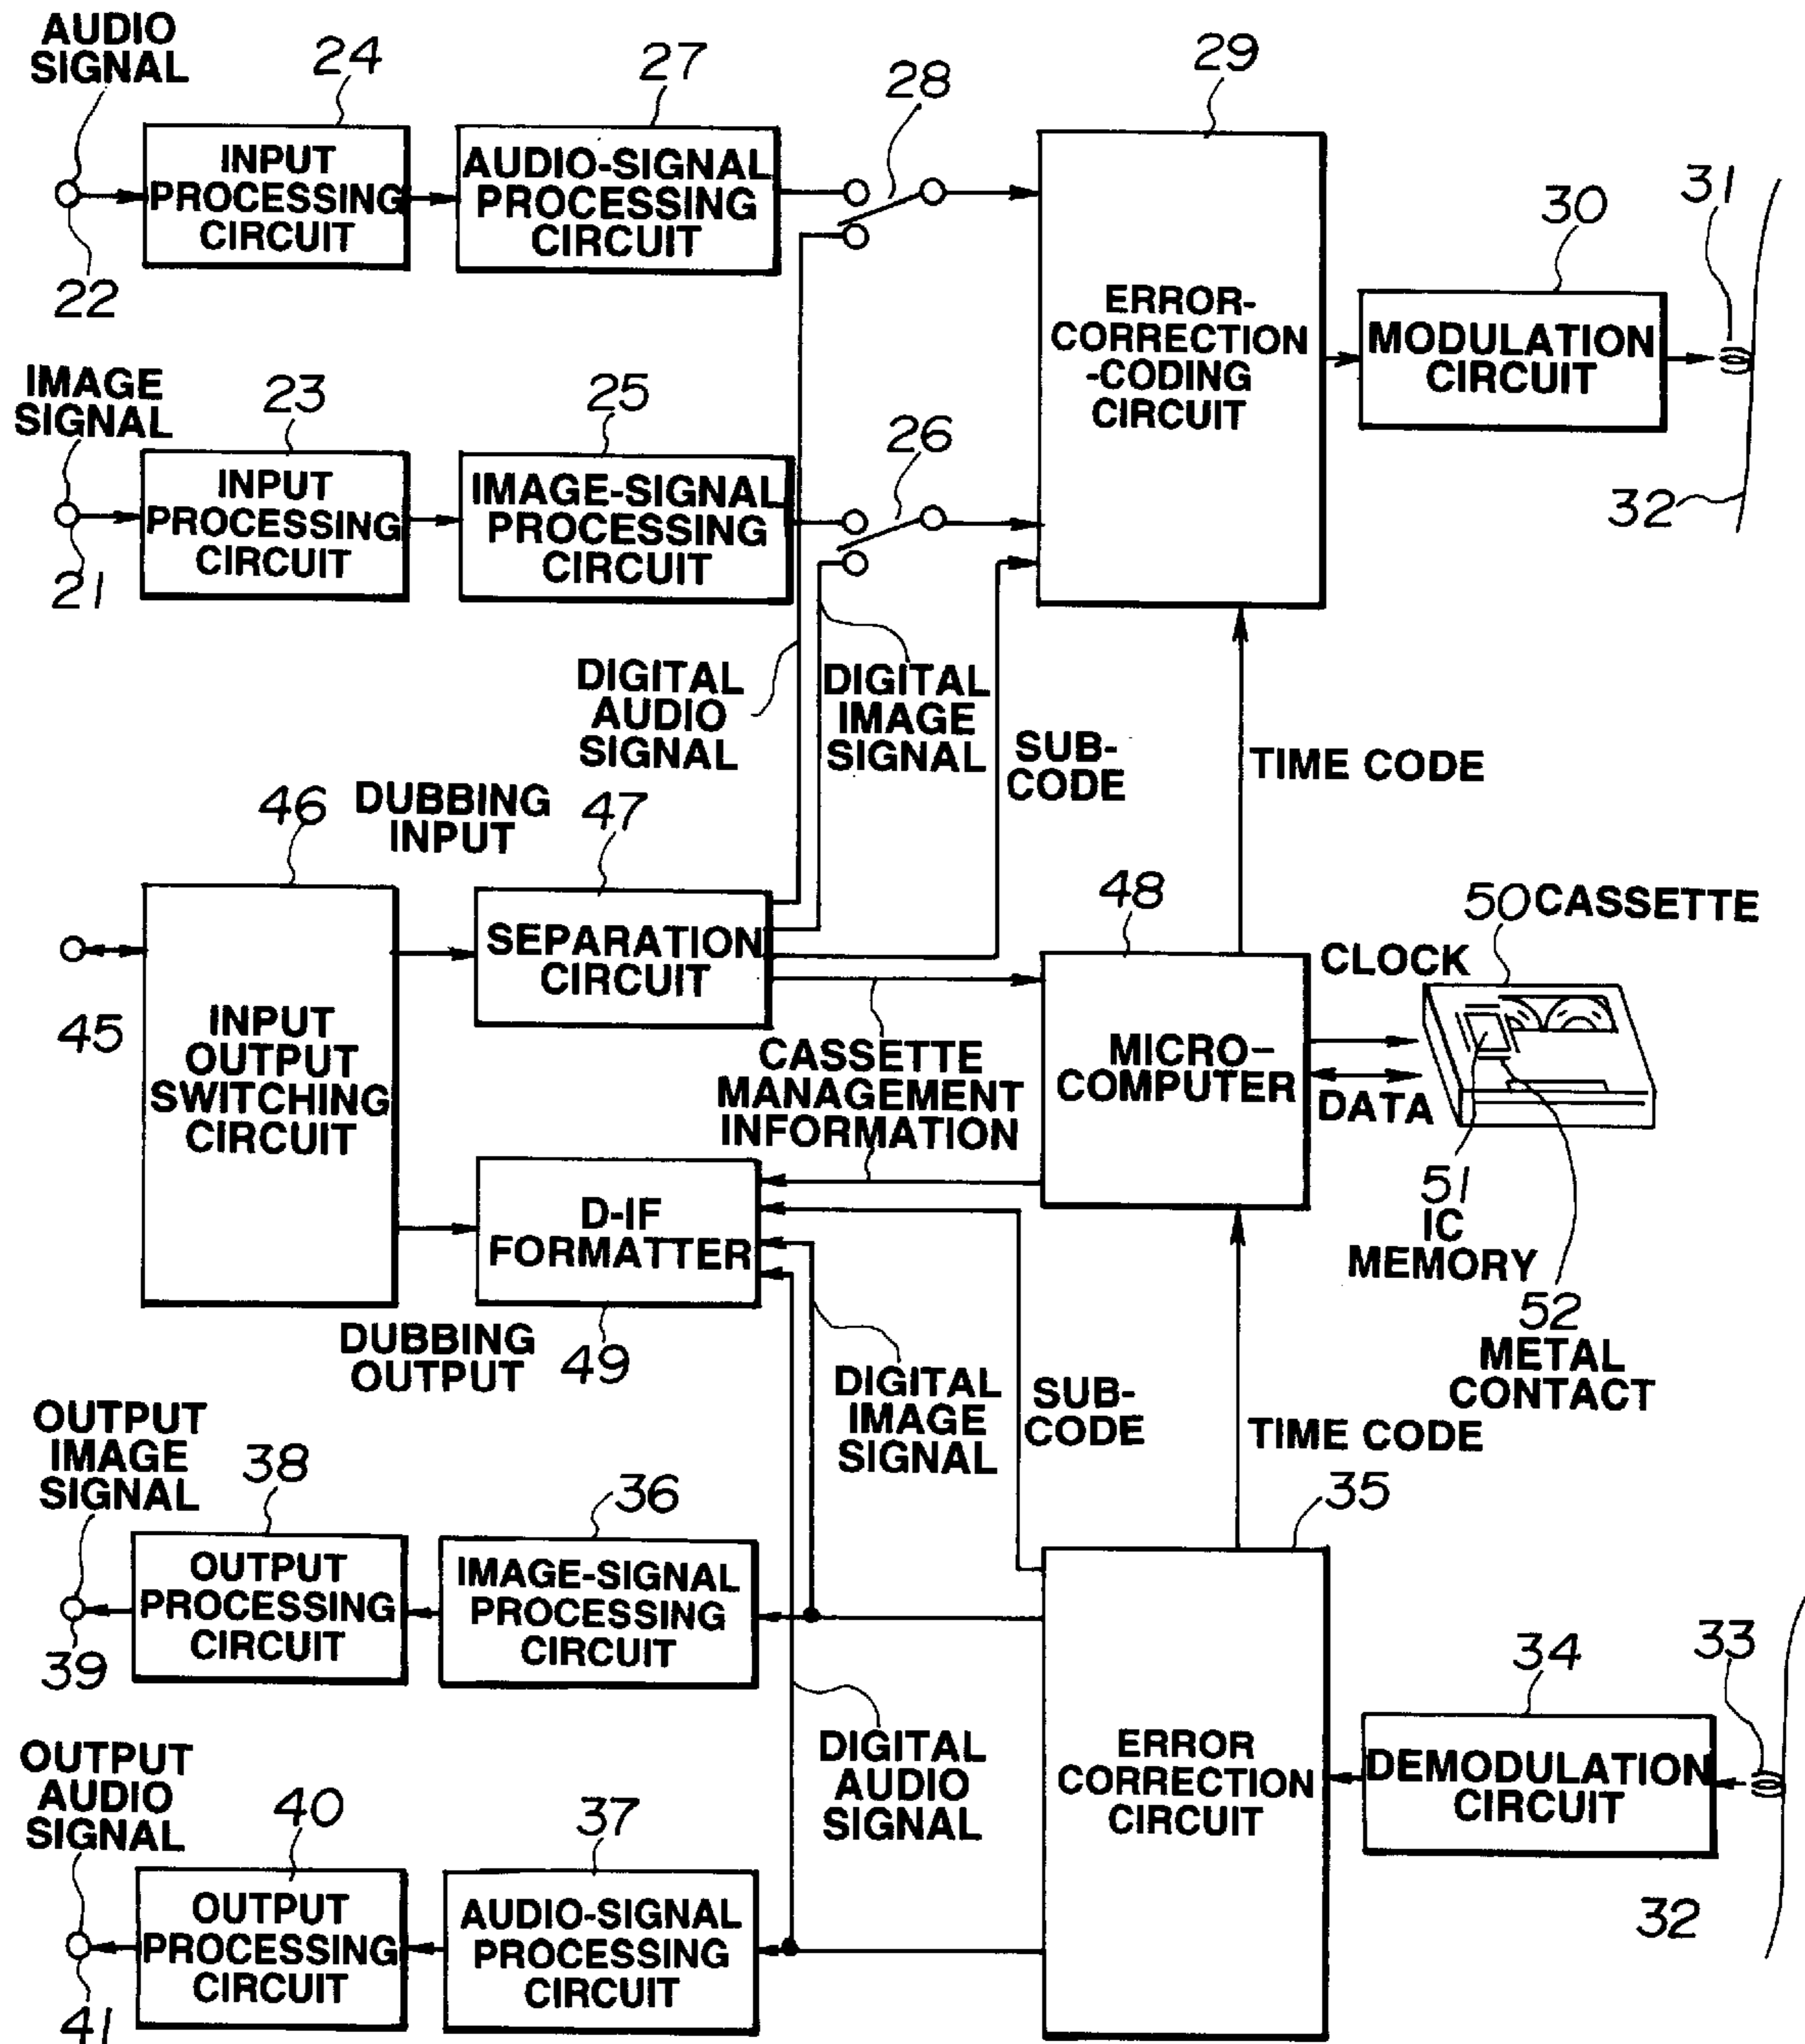 AUDIO
SIGNAL
24
27
28
29
INPUT
PROCESSING
CIRCUIT
AUDIO-SIGNAL
PROCESSING
CIRCUIT
22
31
30
ERROR-
CORRECTION
-CODING
CIRCUIT
MODULATION
CIRCUIT
IMAGE
SIGNAL
23
25
26
INPUT
PROCESSING
CIRCUIT
IMAGE-SIGNAL
PROCESSING
CIRCUIT
32
21
DIGITAL
AUDIO
SIGNAL
DIGITAL
IMAGE
SIGNAL
SUB-
CODE
TIME CODE
46
DUBBING
INPUT
47
48
50 CASSETTE
SEPARATION
CIRCUIT
CLOCK
45
INPUT
OUTPUT
SWITCHING
CIRCUIT
CASSETTE
MANAGEMENT
INFORMATION
MICRO-
COMPUTER
DATA
51
IC
MEMORY
52
METAL
CONTACT
D-IF
FORMATTER
DUBBING
OUTPUT
49
DIGITAL
IMAGE
SIGNAL
SUB-
CODE
TIME CODE
OUTPUT
IMAGE
SIGNAL
38
36
35
OUTPUT
PROCESSING
CIRCUIT
IMAGE-SIGNAL
PROCESSING
CIRCUIT
39
34
33
DIGITAL
AUDIO
SIGNAL
ERROR
CORRECTION
CIRCUIT
DEMODULATION
CIRCUIT
OUTPUT
AUDIO
SIGNAL
40
37
32
OUTPUT
PROCESSING
CIRCUIT
AUDIO-SIGNAL
PROCESSING
CIRCUIT
41